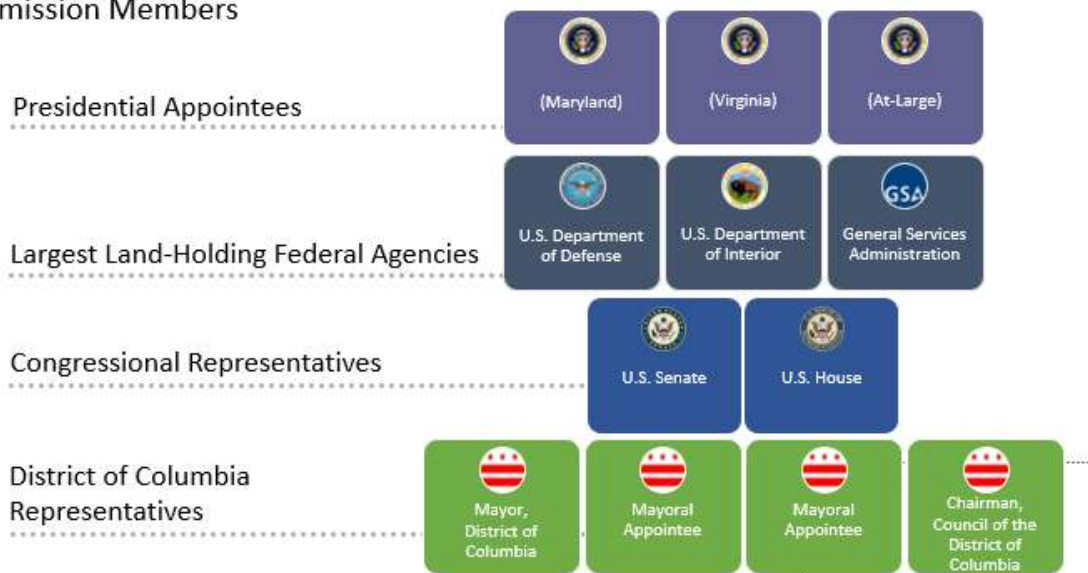 mission Members
Presidential Appointees
(Maryland)
(Virginia)
(At-Large)
Largest Land-Holding Federal Agencies
U.S. Department
of Defense
U.S. Department
of Interior
GSA
General Services
Administration
Congressional Representatives
U.S. Senate
U.S. House
District of Columbia
Representatives
Mayor,
District of
Columbia
Mayoral
Appointee
Mayoral
Appointee
Chairman,
Council of the
District of
Columbia